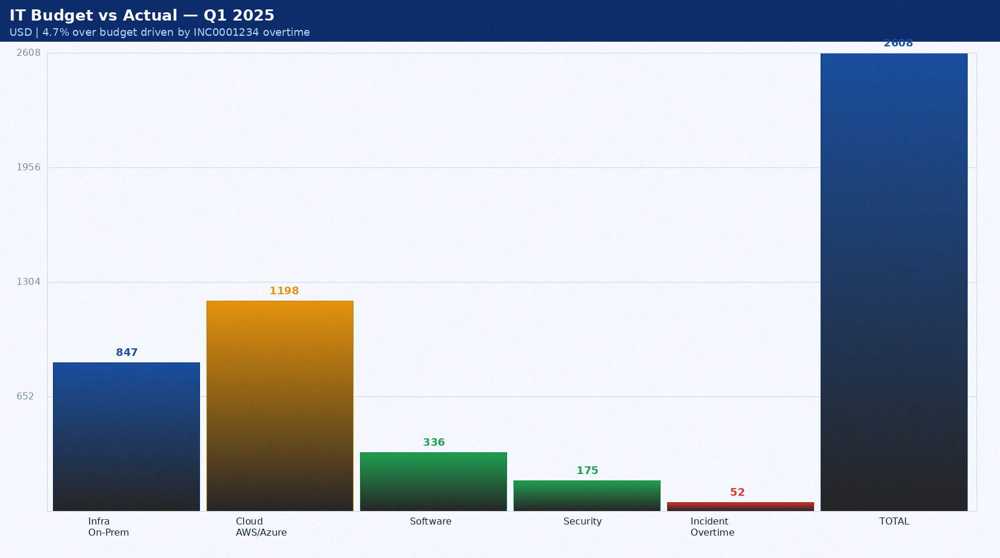 IT Budget vs Actual — Q1 2025
USD | 4.7% over budget driven by INC0001234 overtime
2608
2608
1956
1304
1198
847
652
336
175
52
Infra
On-Prem
Cloud
AWS/Azure
Software
Security
Incident
Overtime
TOTAL